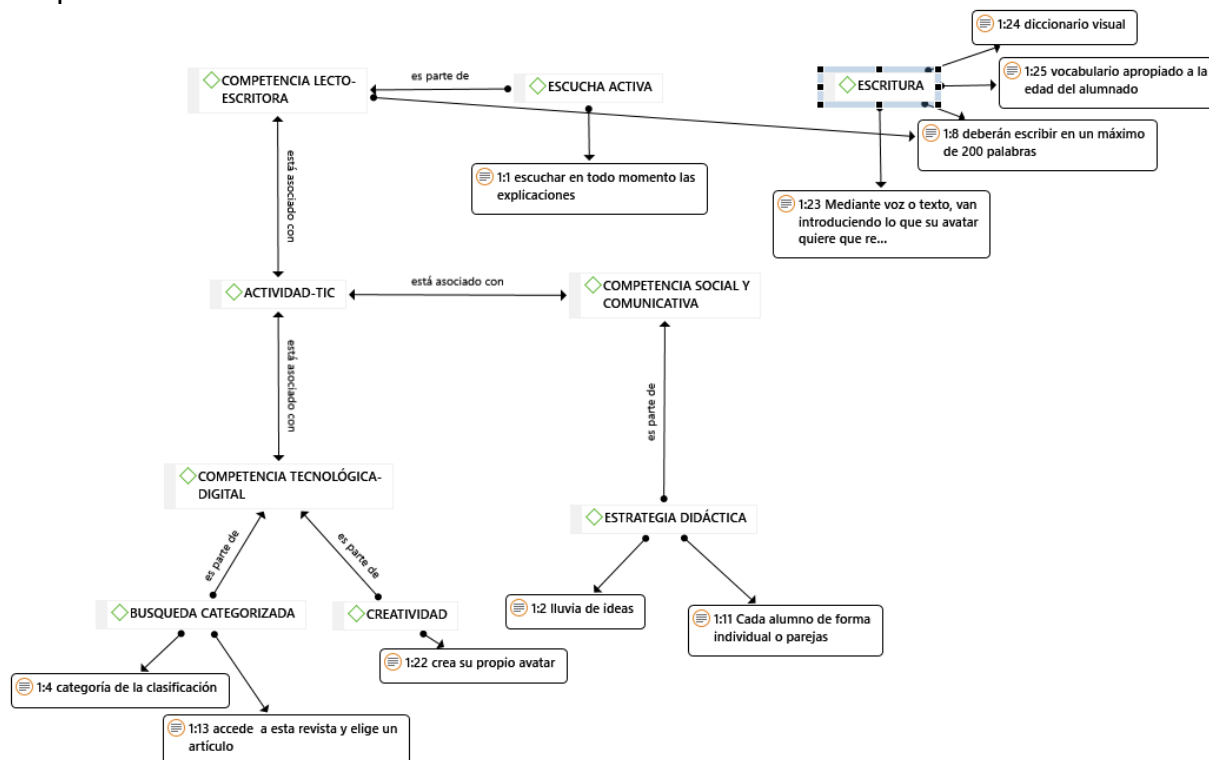 1:24 diccionario visual
COMPETENCIA LECTO-
ESCRITORA
es parte de
ESCUCHA ACTIVA
ESCRITURA
1:25 vocabulario apropiado a la
edad del alumnado
1:8 deberán escribir en un máximo
de 200 palabras
está asociado con
1:1 escuchar en todo momento las
explicaciones
1:23 Mediante voz o texto, van
introduciendo lo que su avatar
quiere que re...
ACTIVIDAD-TIC
está asociado con
COMPETENCIA SOCIAL Y
COMUNICATIVA
está asociado con
es parte de
COMPETENCIA TECNOLÓGICA-
DIGITAL
ESTRATEGIA DIDÁCTICA
es parte de
es parte de
BUSQUEDA CATEGORIZADA
CREATIVIDAD
1:2 lluvia de ideas
1:11 Cada alumno de forma
individual o parejas
1:22 crea su propio avatar
1:4 categoría de la clasificación
1:13 accede a esta revista y elige un
artículo